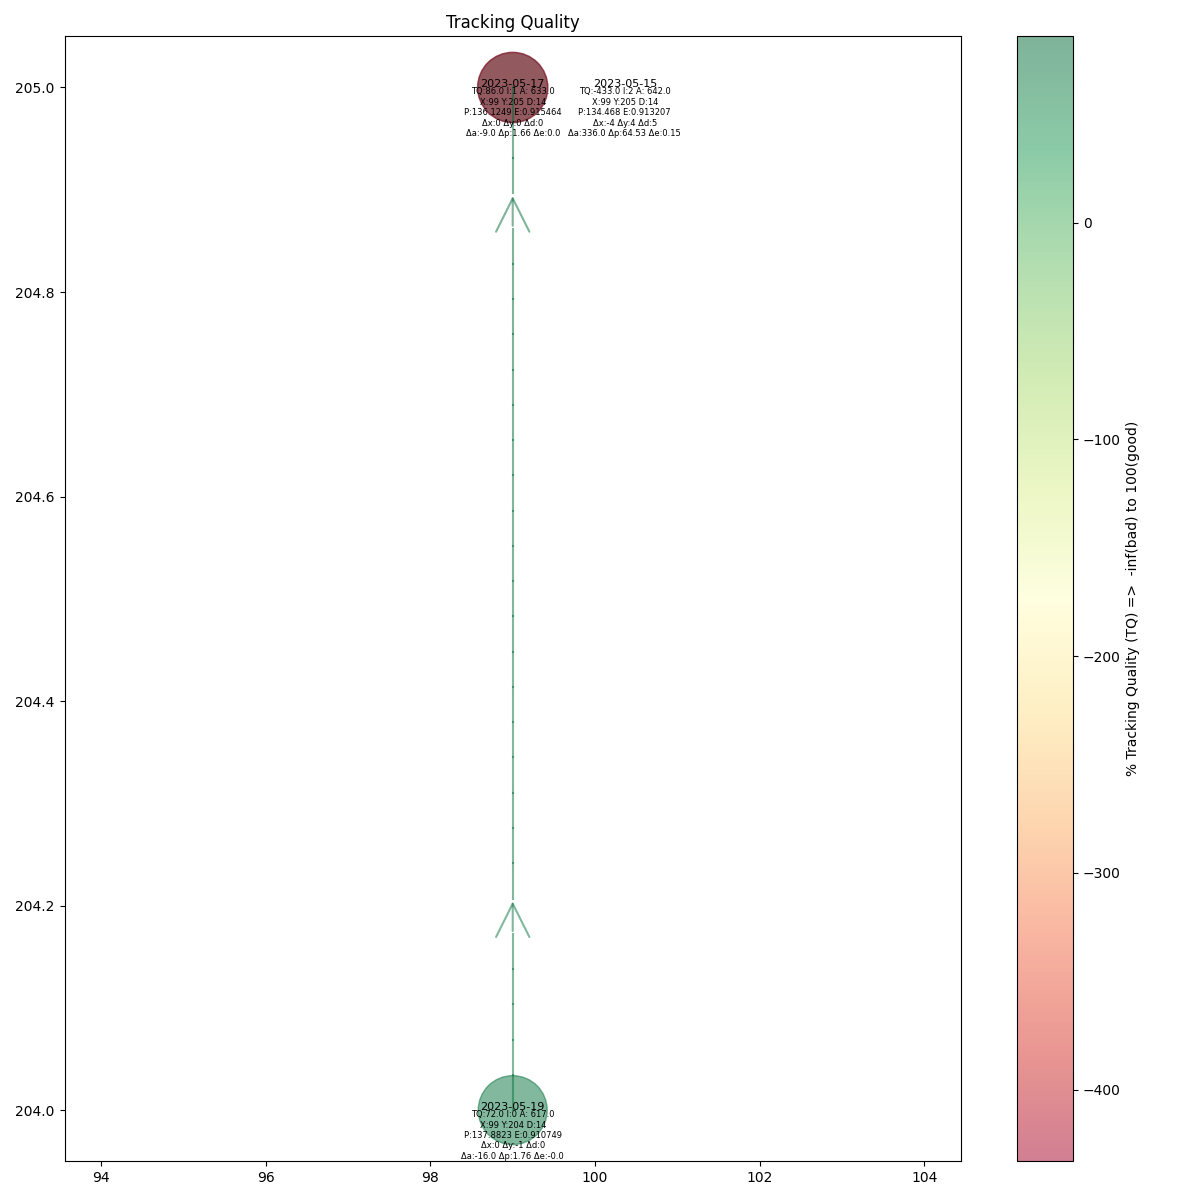 Tracking Quality
205.0
204.8
204.6
204.4
204.2
204.0
2023-05-17
TQ:86.0 I:1 A: 633.0
X:99 Y:205 D:14
P:136.1249 E:0.915464
Δx:0 Δy:0 Δd:0
Δa:-9.0 Δp:1.66 Δe:0.0
2023-05-15
TQ:-433.0 I:2 A: 642.0
X:99 Y:205 D:14
P:134.468 E:0.913207
Δx:-4 Δy:4 Δd:5
Δa:336.0 Δp:64.53 Δe:0.15
2023-05-19
TQ:72.0 I:0 A: 617.0
X:99 Y:204 D:14
P:137.8823 E:0.910749
Δx:0 Δy:-1 Δd:0
Δa:-16.0 Δp:1.76 Δe:-0.0
94 96 98 100 102 104
0
−100
−200
−300
−400
% Tracking Quality (TQ) =>  -inf(bad) to 100(good)